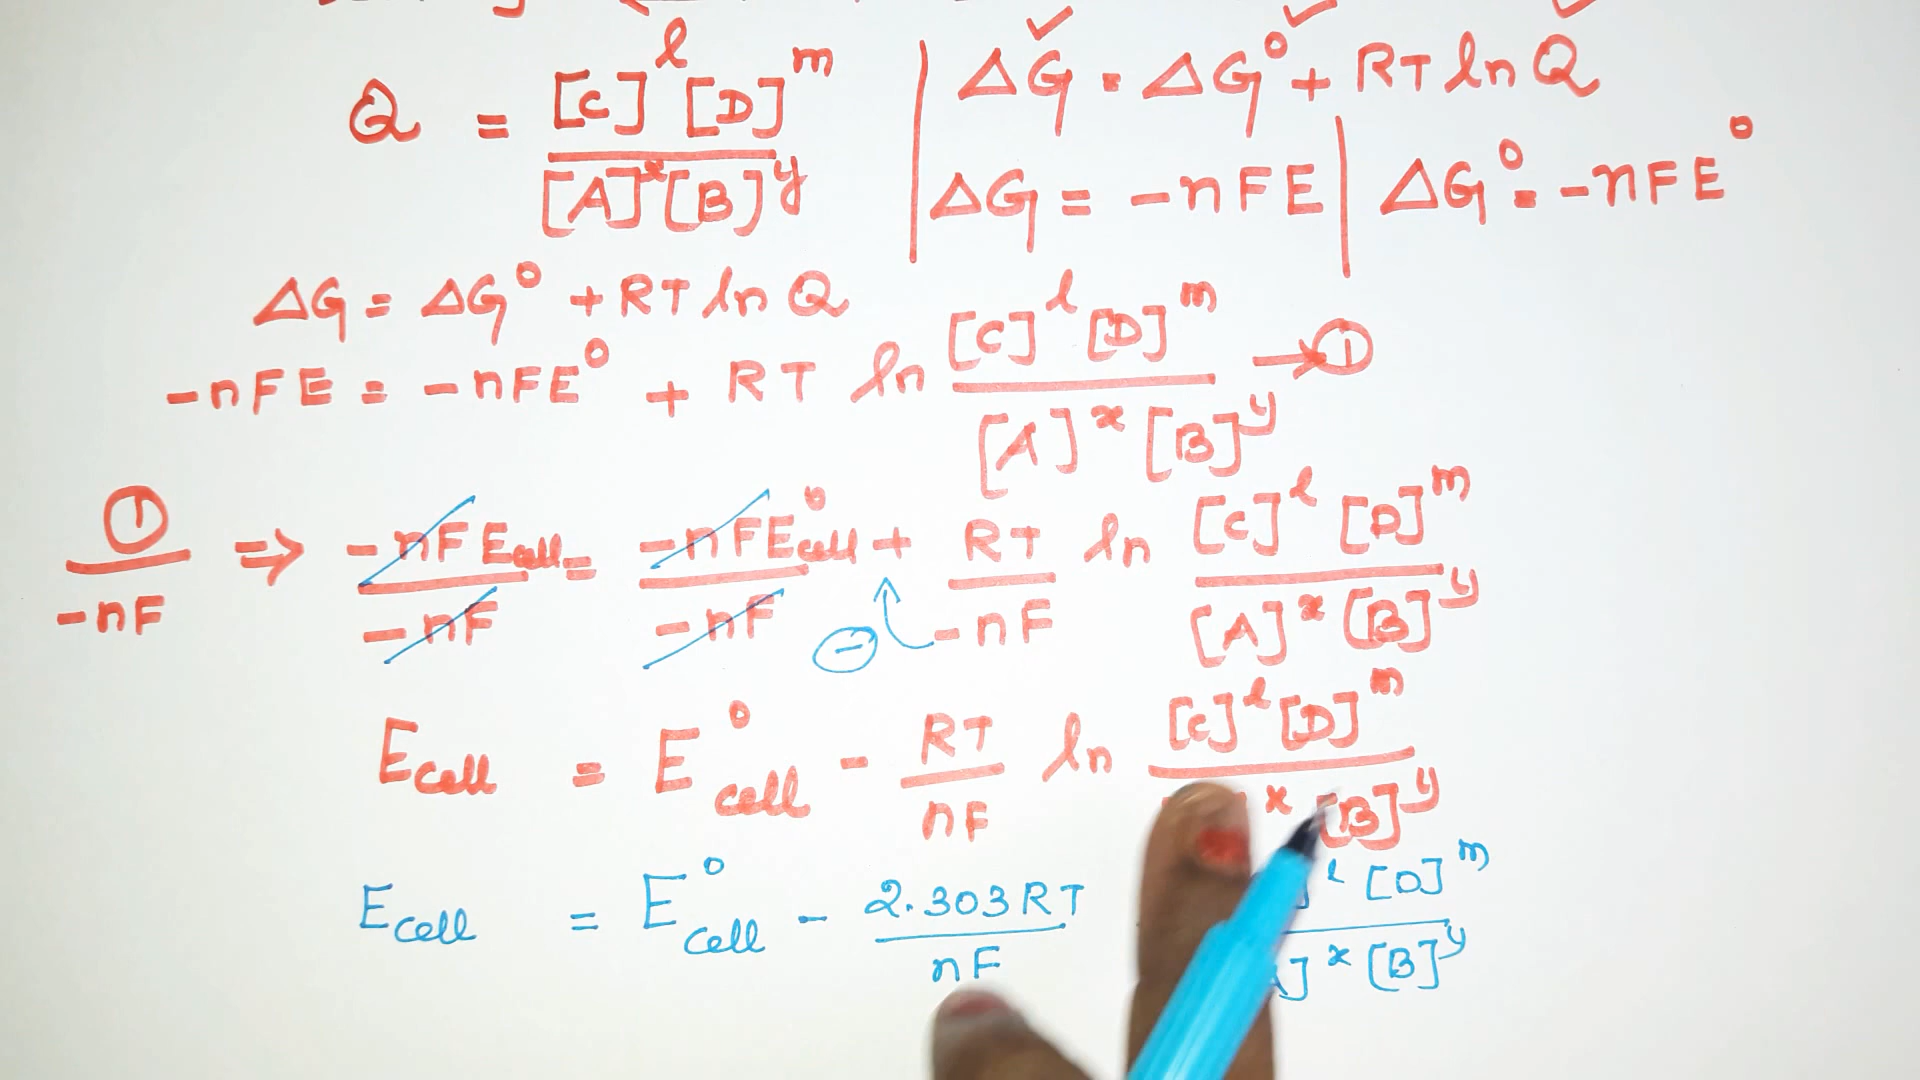 Q = [C]^l [D]^m / [A]^x [B]^y | ΔG = ΔG° + RT ln Q
ΔG = -nFE | ΔG° = -nFE°
ΔG = ΔG° + RT ln Q
-nFE = -nFE° + RT ln [C]^l [D]^m / [A]^x [B]^y → ①
① / -nF ⇒ -nFEcell / -nF = -nFE°cell / -nF + RT / -nF ln [C]^l [D]^m / [A]^x [B]^y
⊖
Ecell = E°cell - RT / nF ln [C]^l [D]^m / x [B]^y
Ecell = E°cell - 2.303RT / nF ]^l [D]^m / A]^x [B]^y